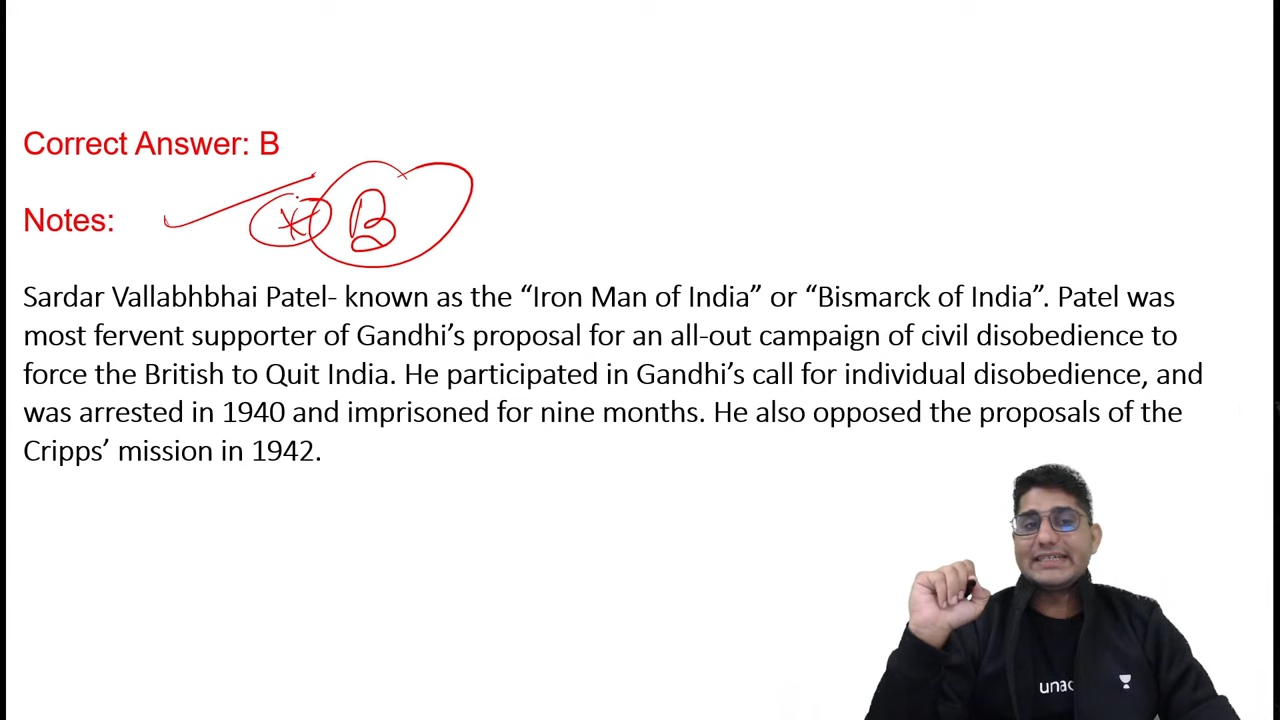 Correct Answer: B
Notes:
* B
Sardar Vallabhbhai Patel- known as the “Iron Man of India” or “Bismarck of India”. Patel was
most fervent supporter of Gandhi’s proposal for an all-out campaign of civil disobedience to
force the British to Quit India. He participated in Gandhi’s call for individual disobedience, and
was arrested in 1940 and imprisoned for nine months. He also opposed the proposals of the
Cripps’ mission in 1942.
unac